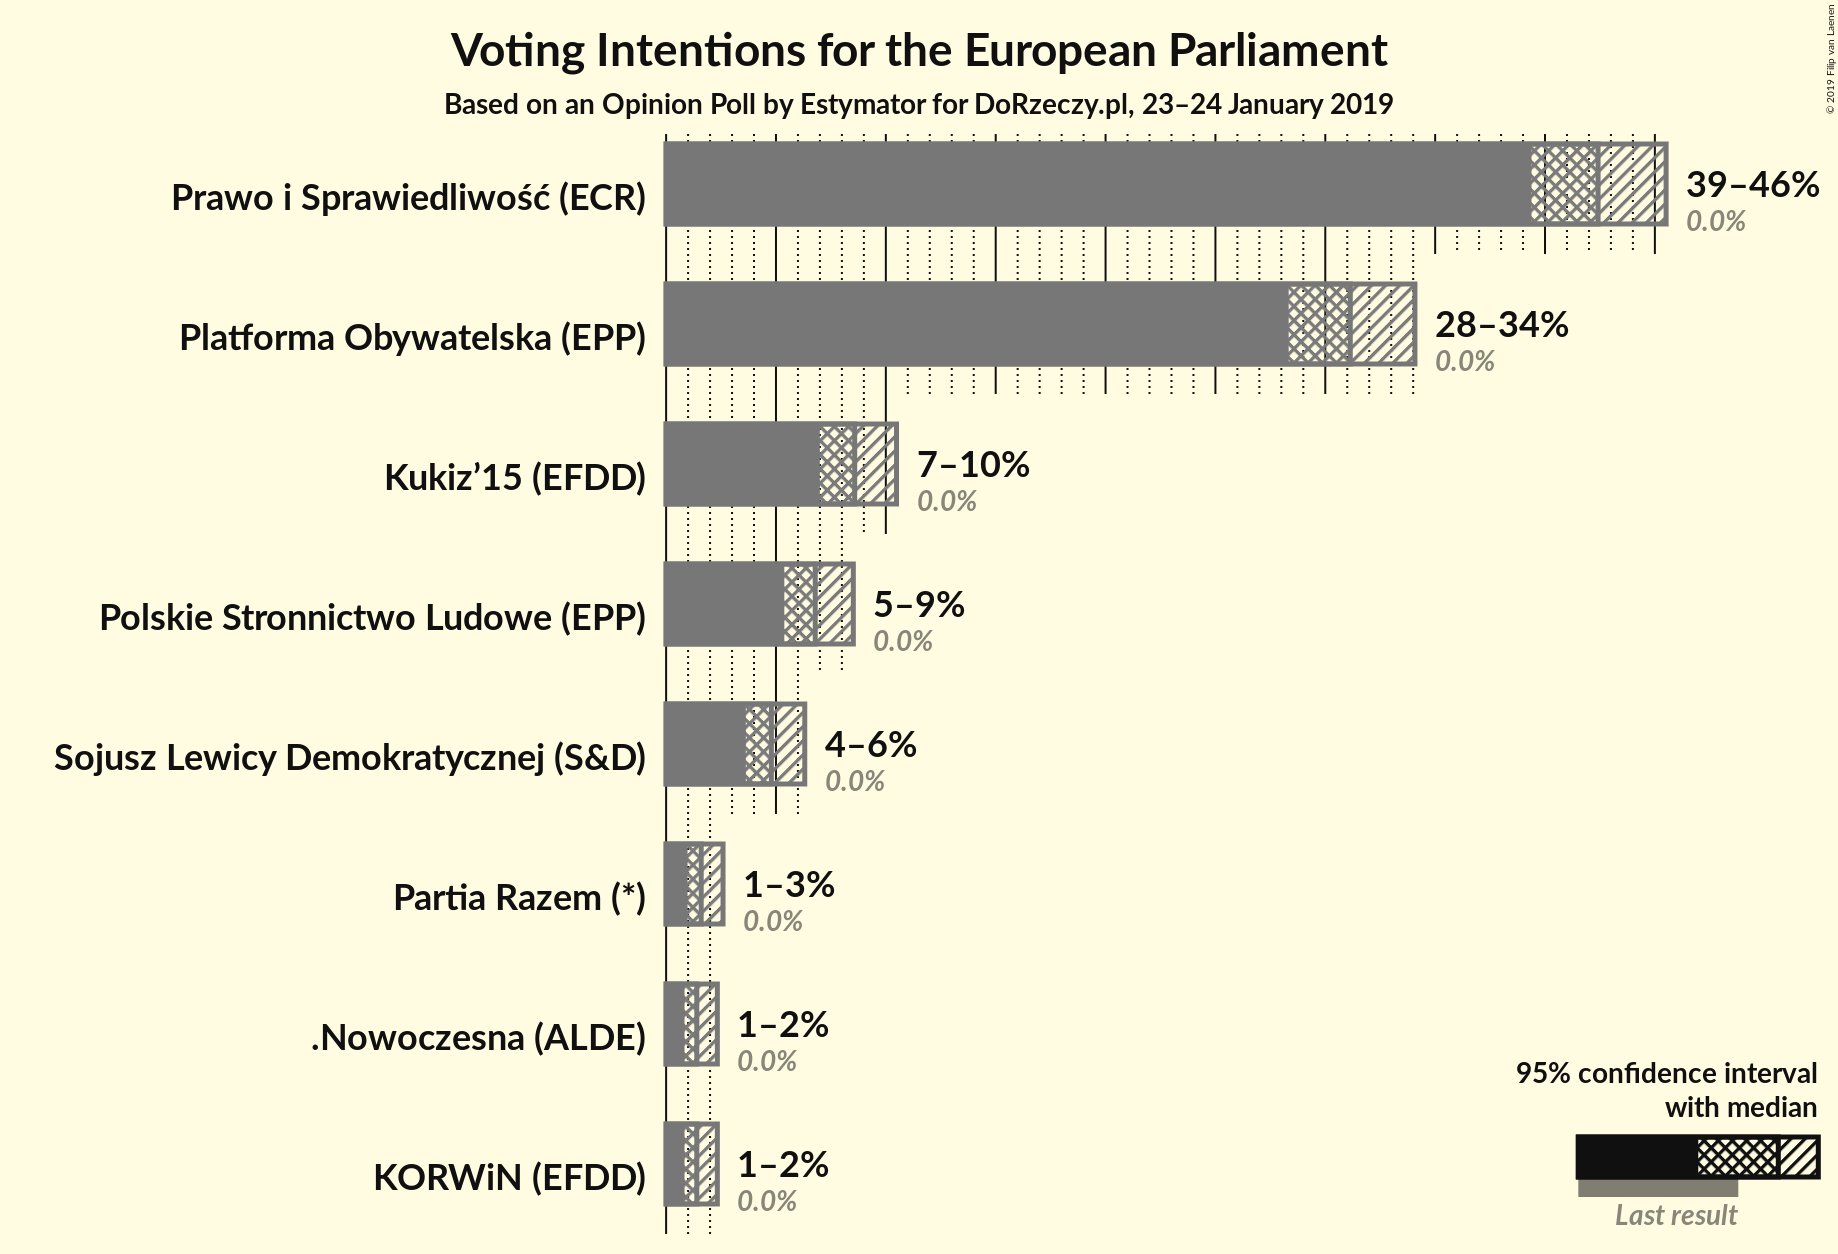 Voting Intentions for the European Parliament
Based on an Opinion Poll by Estymator for DoRzeczy.pl, 23–24 January 2019
© 2019 Filip van Laenen
Prawo i Sprawiedliwość (ECR)
39–46%
0.0%
Platforma Obywatelska (EPP)
28–34%
0.0%
Kukiz’15 (EFDD)
7–10%
0.0%
Polskie Stronnictwo Ludowe (EPP)
5–9%
0.0%
Sojusz Lewicy Demokratycznej (S&D)
4–6%
0.0%
Partia Razem (*)
1–3%
0.0%
.Nowoczesna (ALDE)
1–2%
0.0%
KORWiN (EFDD)
1–2%
0.0%
95% confidence interval
with median
Last result